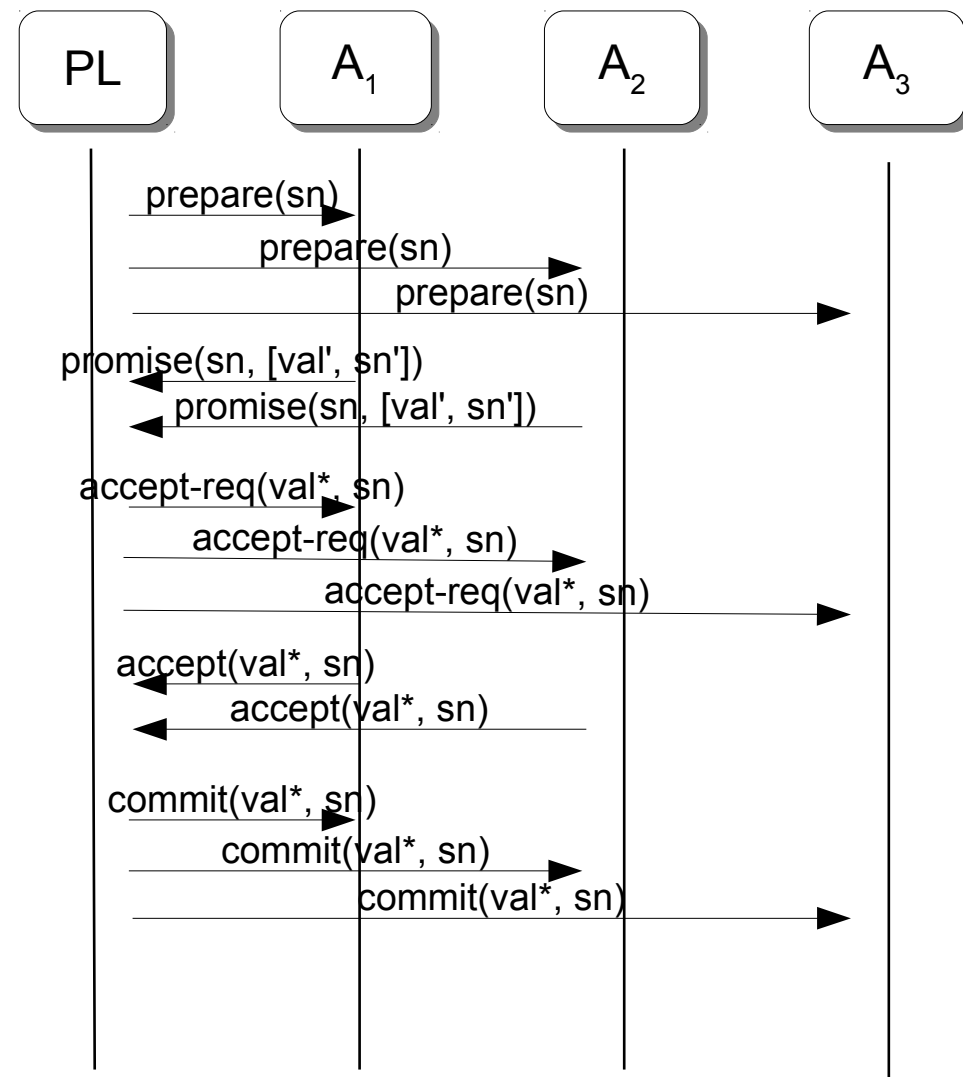 PL
A1
A2
A3
prepare(sn)
prepare(sn)
prepare(sn)
promise(sn, [val', sn'])
promise(sn, [val', sn'])
accept-req(val*, sn)
accept-req(val*, sn)
accept-req(val*, sn)
accept(val*, sn)
accept(val*, sn)
commit(val*, sn)
commit(val*, sn)
commit(val*, sn)